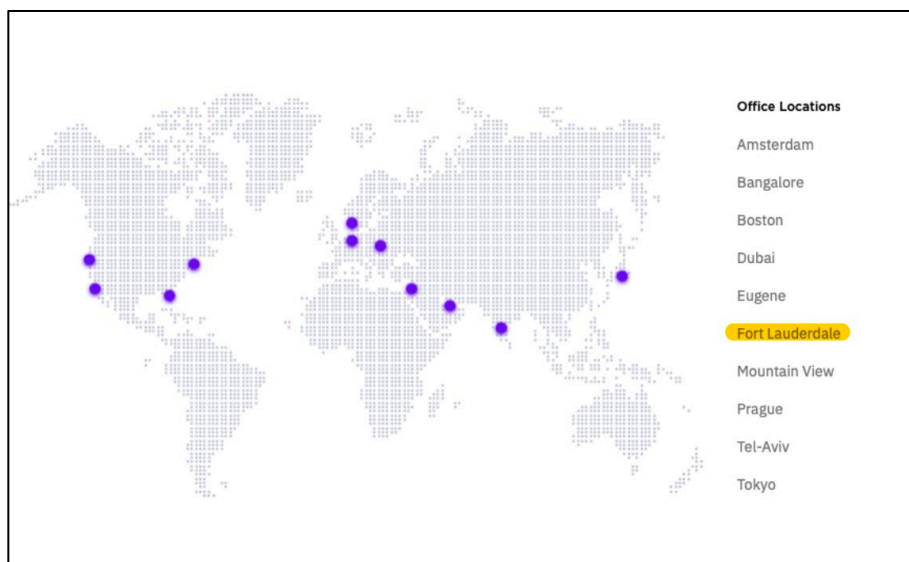 Office Locations
Amsterdam
Bangalore
Boston
Dubai
Eugene
Fort Lauderdale
Mountain View
Prague
Tel-Aviv
Tokyo